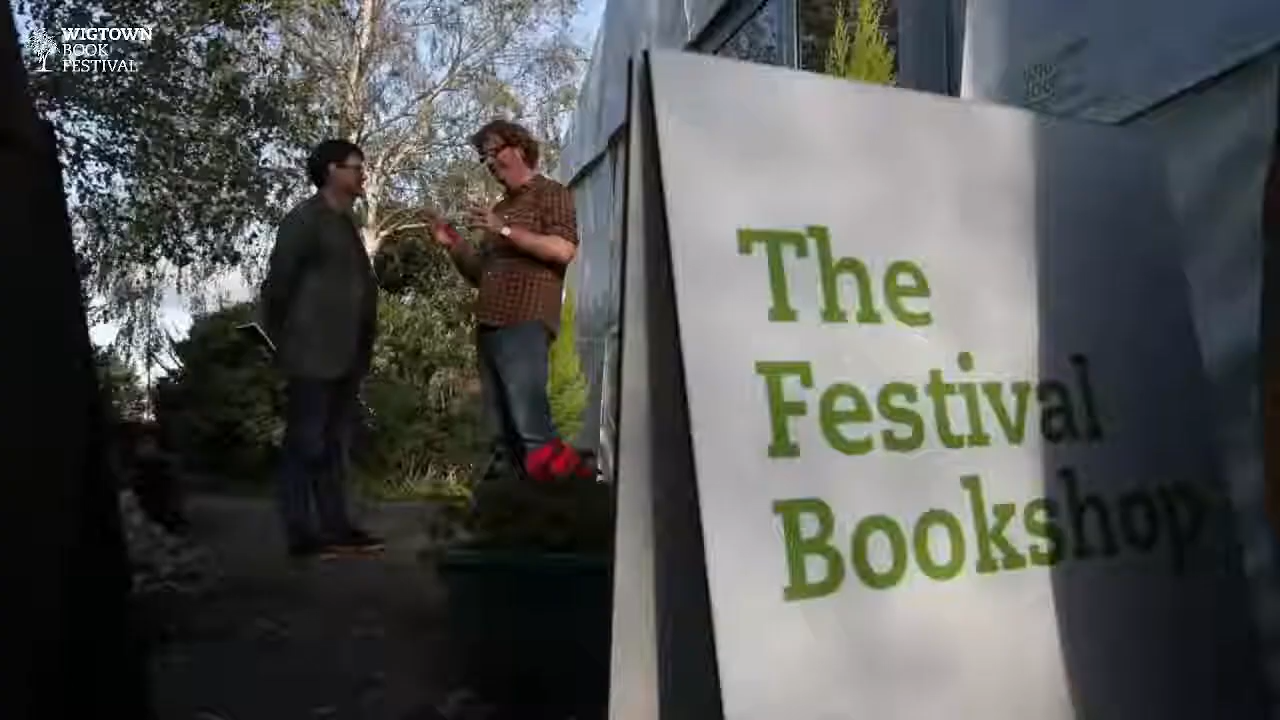 WIGTOWN
BOOK
FESTIVAL
The
Festival
Bookshop